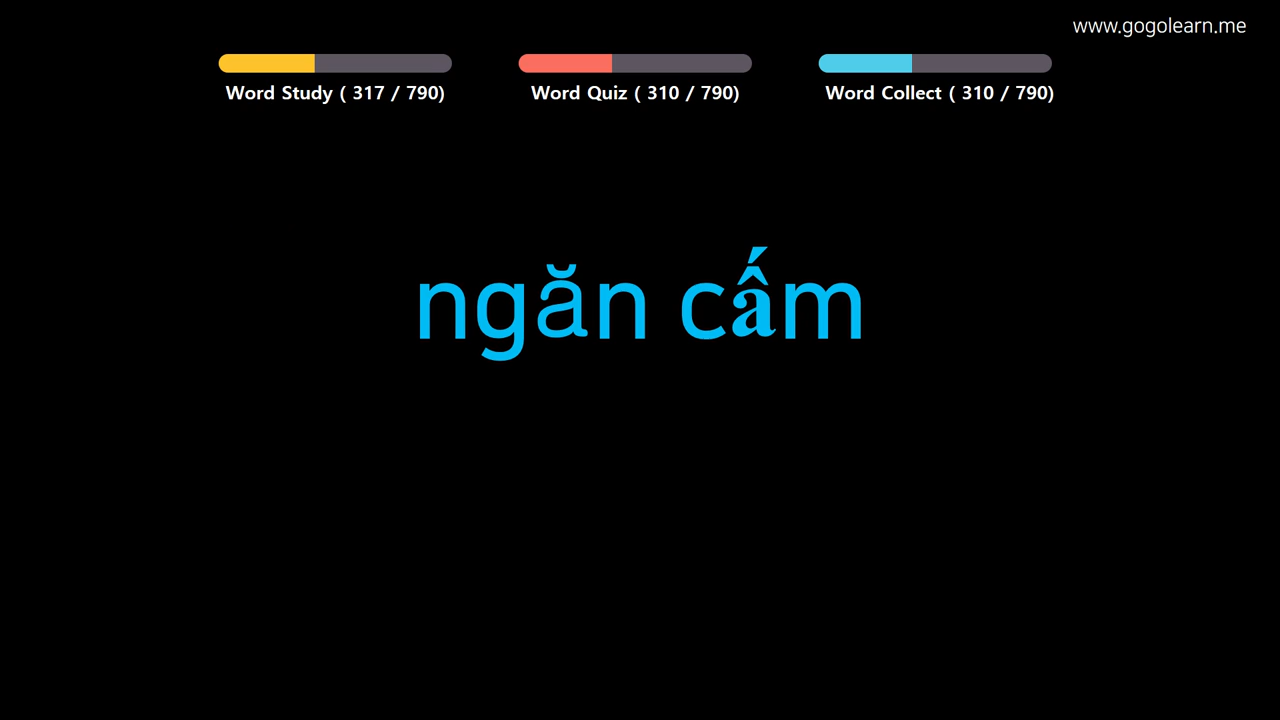 www.gogolearn.me
Word Study ( 317 / 790)
Word Quiz ( 310 / 790)
Word Collect ( 310 / 790)
ngăn cấm